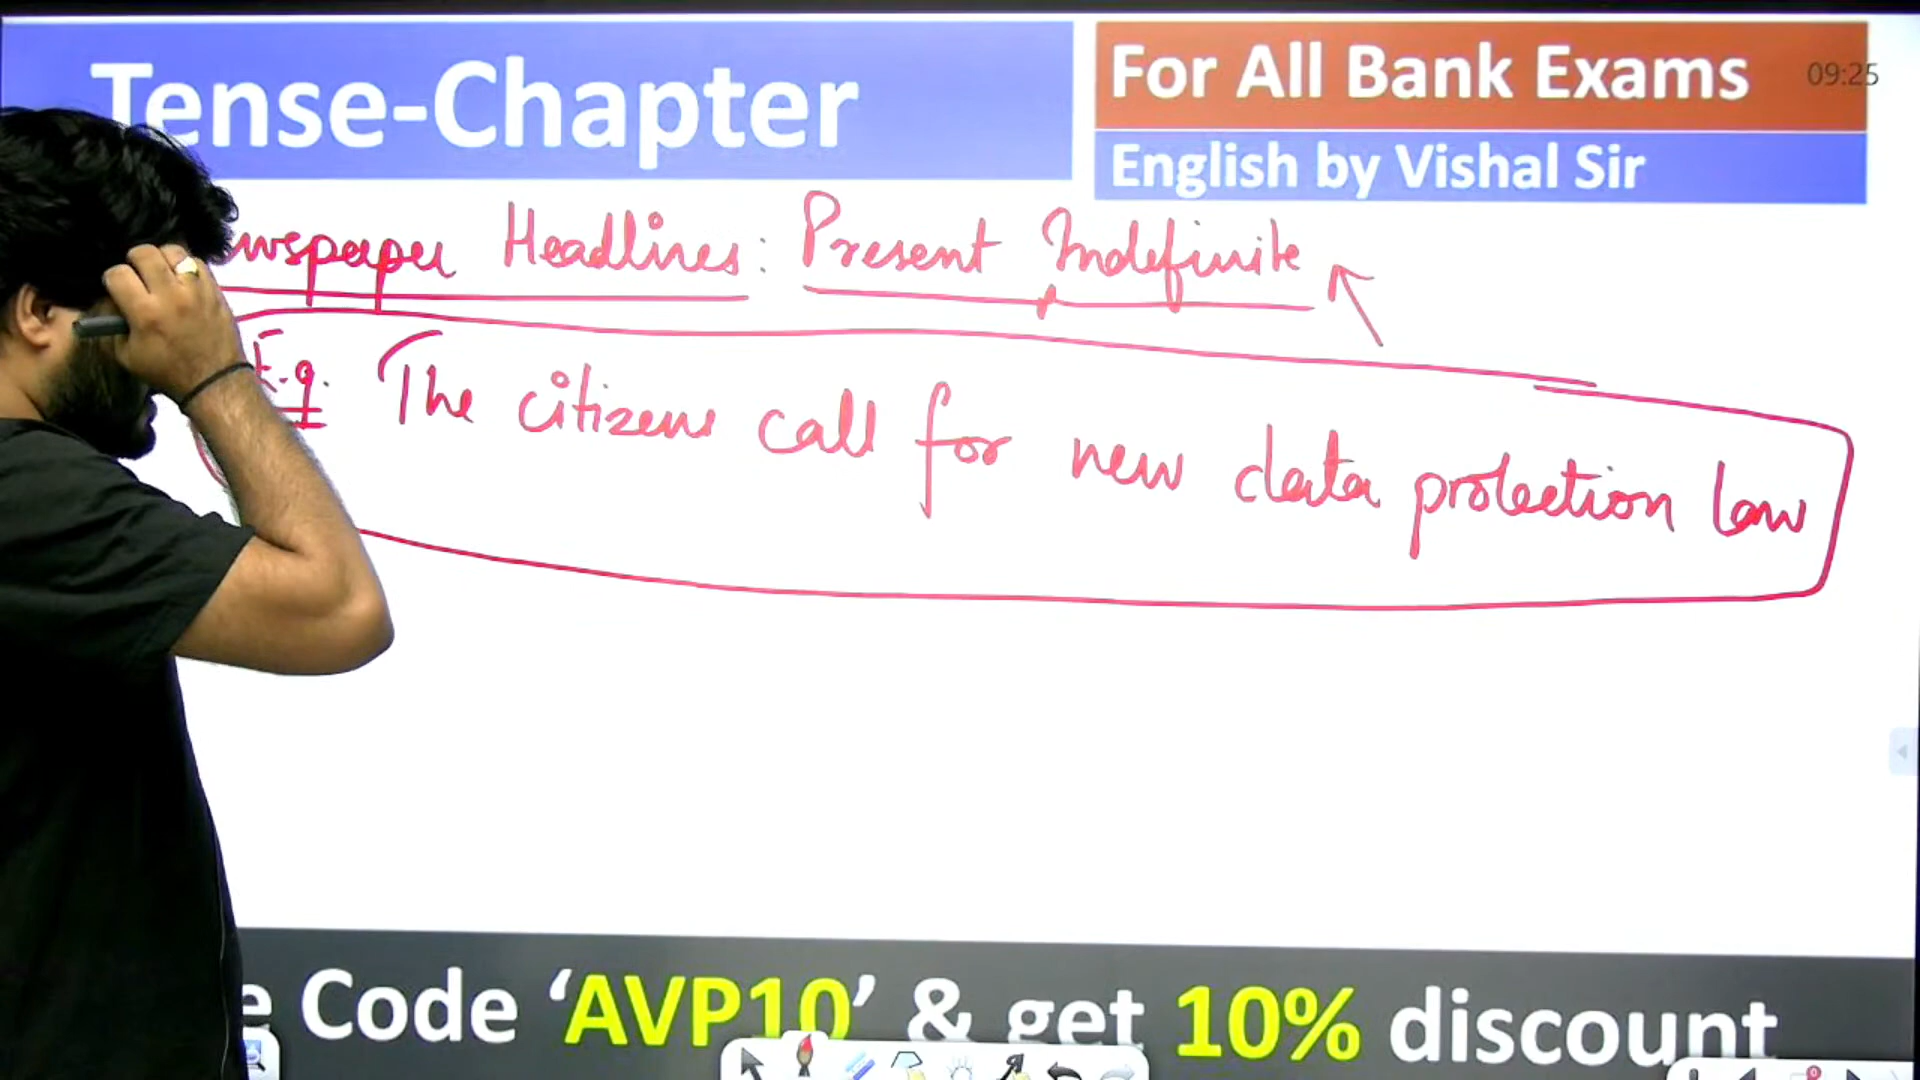 Tense-Chapter
For All Bank Exams
09:25
English by Vishal Sir
wspaper Headlines: Present Indefinite
E.g. The citizens call for new data protection law
e Code ‘AVP10’ & get 10% discount